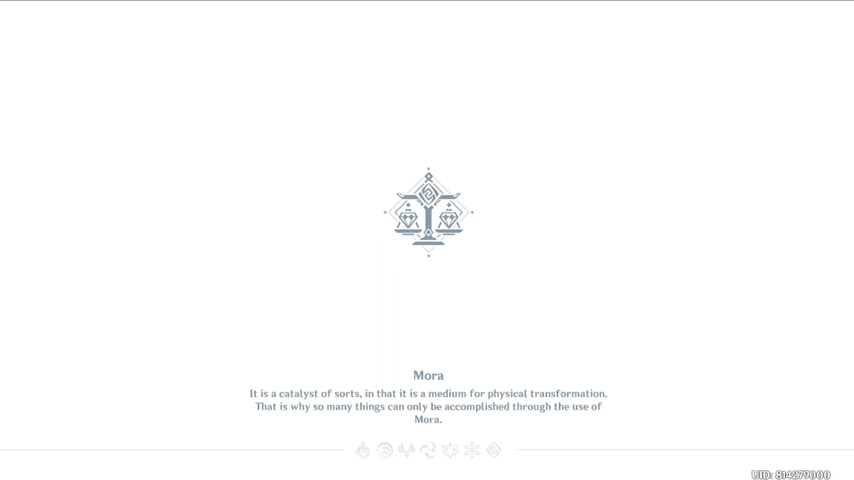 Mora
It is a catalyst of sorts, in that it is a medium for physical transformation.
That is why so many things can only be accomplished through the use of
Mora.
UID: 814279000